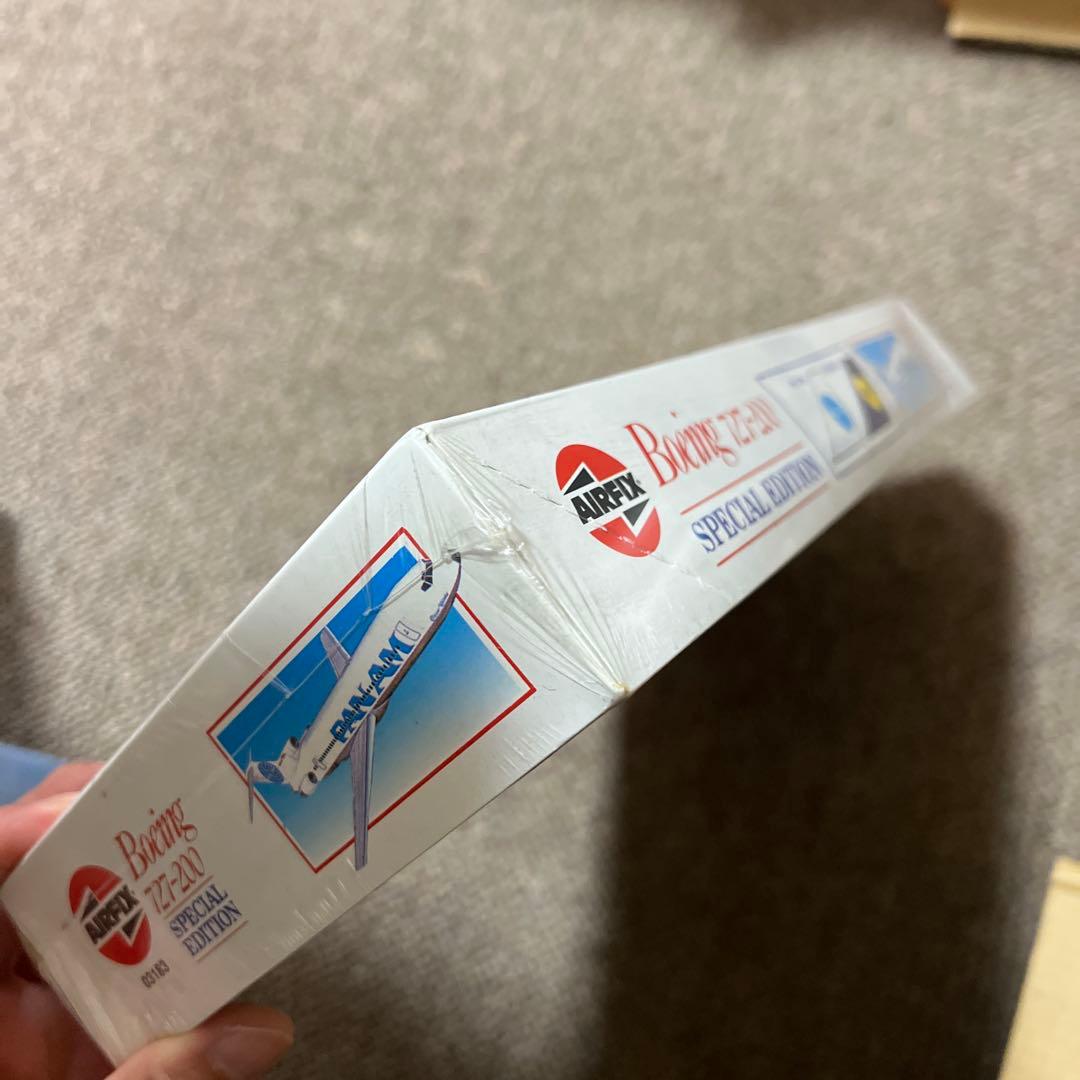 AIRFIX
Boeing 727-200
SPECIAL EDITION
PAN AM
AIRFIX
Boeing
727-200
SPECIAL
EDITION
03183